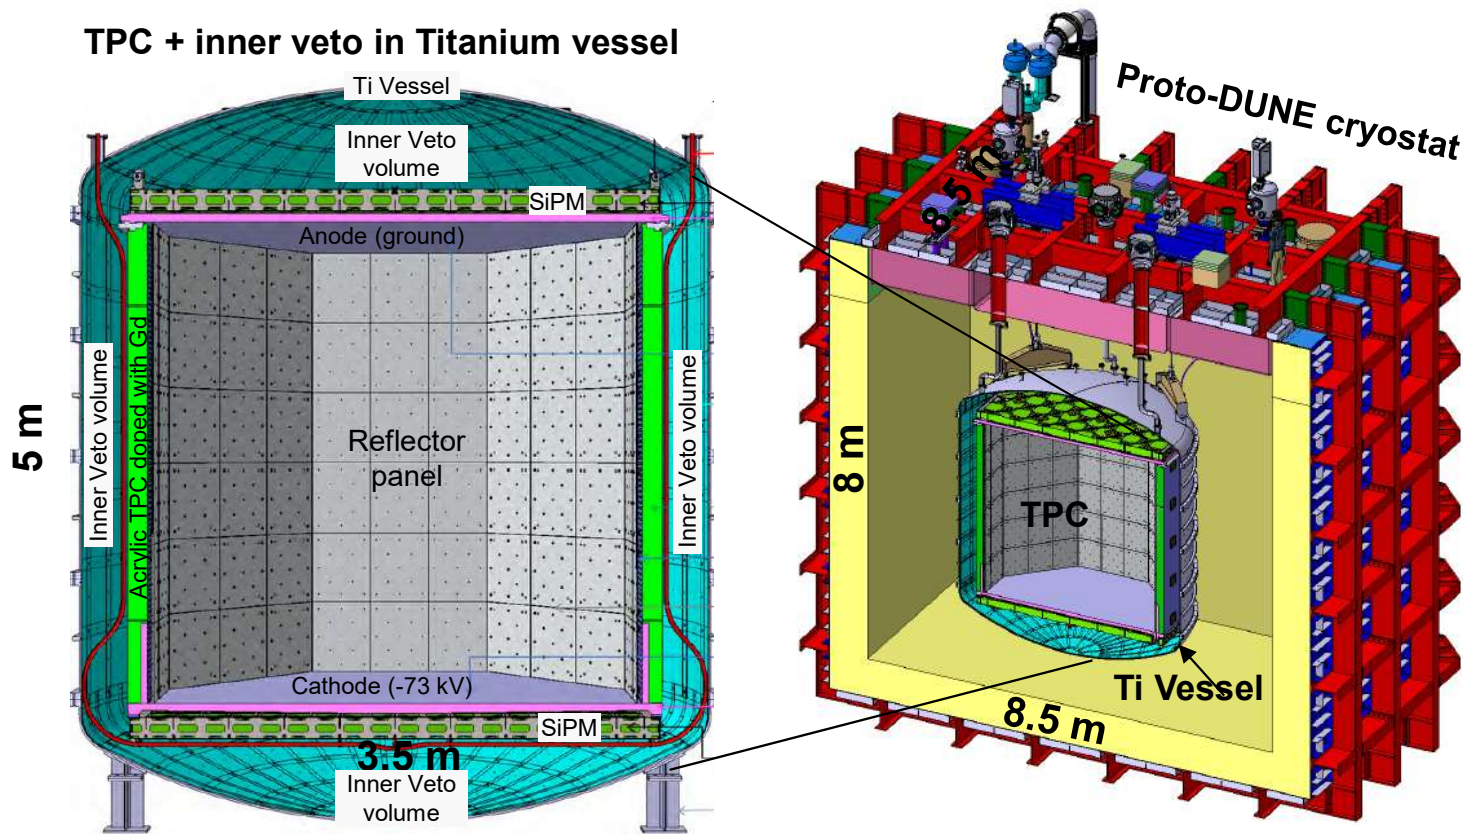 TPC + inner veto in Titanium vessel
Ti Vessel
Inner Veto
volume
SiPM
Anode (ground)
Inner Veto volume
Acrylic TPC doped with Gd
Reflector
panel
Inner Veto volume
5 m
Cathode (-73 kV)
SiPM
3.5 m
Inner Veto
volume
Proto-DUNE cryostat
8.5 m
8 m
TPC
Ti Vessel
8.5 m